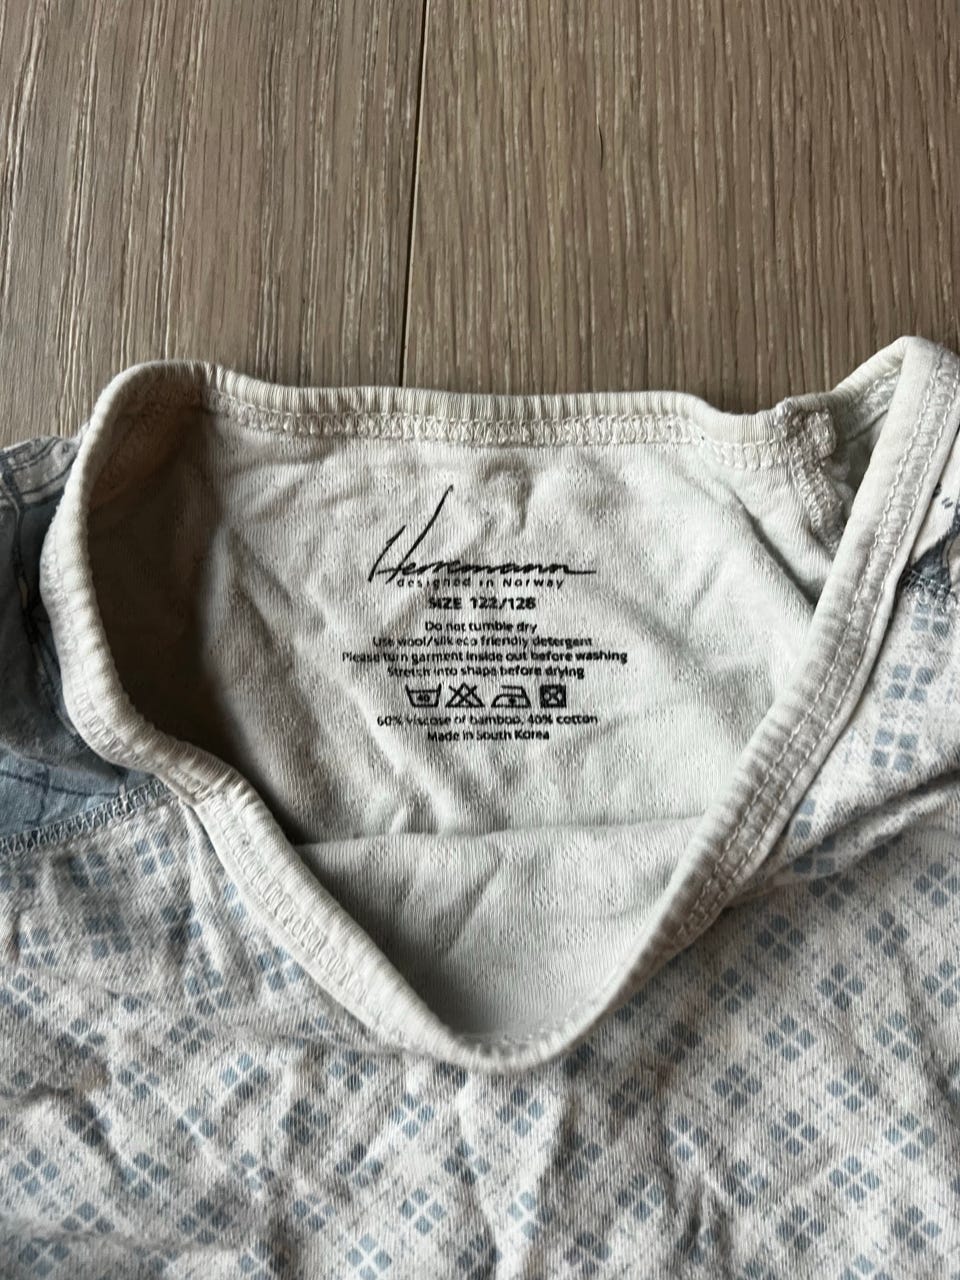 Herrmann
designed in Norway
SIZE 122/128
Do not tumble dry
Use wool/silk eco friendly detergent
Please turn garment inside out before washing
Stretch into shape before drying
40
60% viscose of bamboo, 40% cotton
Made in South Korea